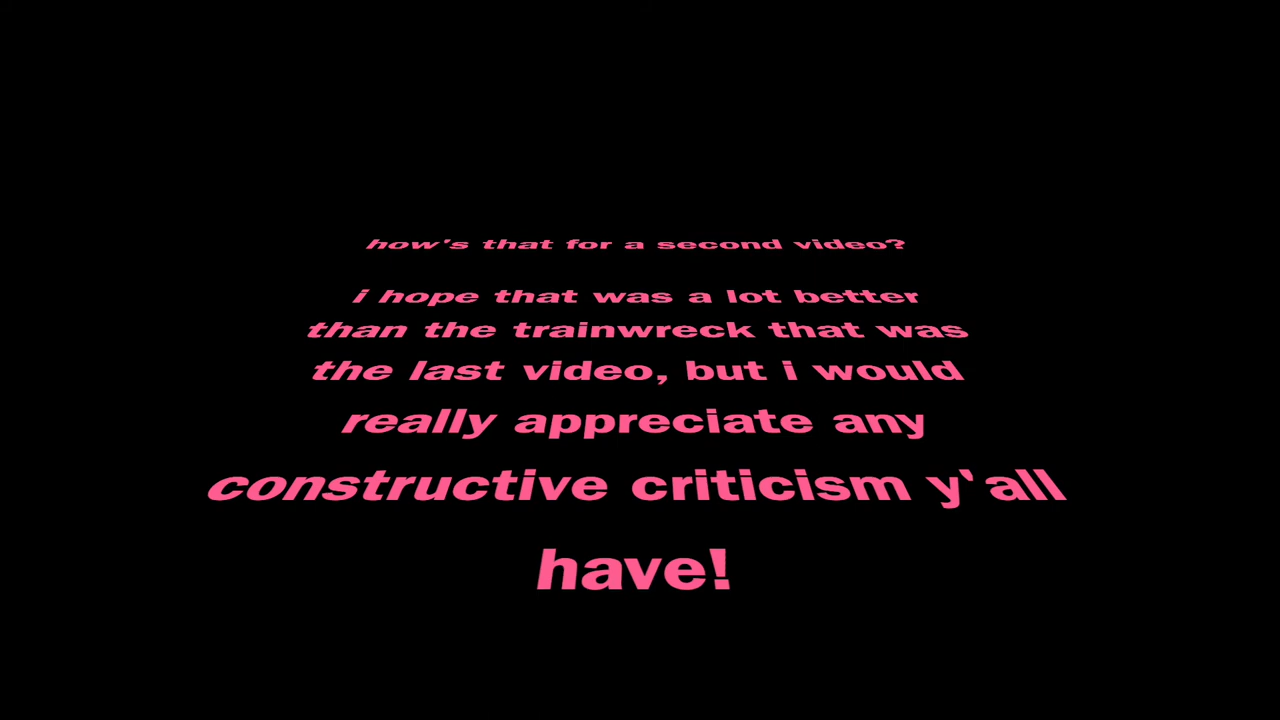 how's that for a second video?
i hope that was a lot better
than the trainwreck that was
the last video, but i would
really appreciate any
constructive criticism y'all
have!